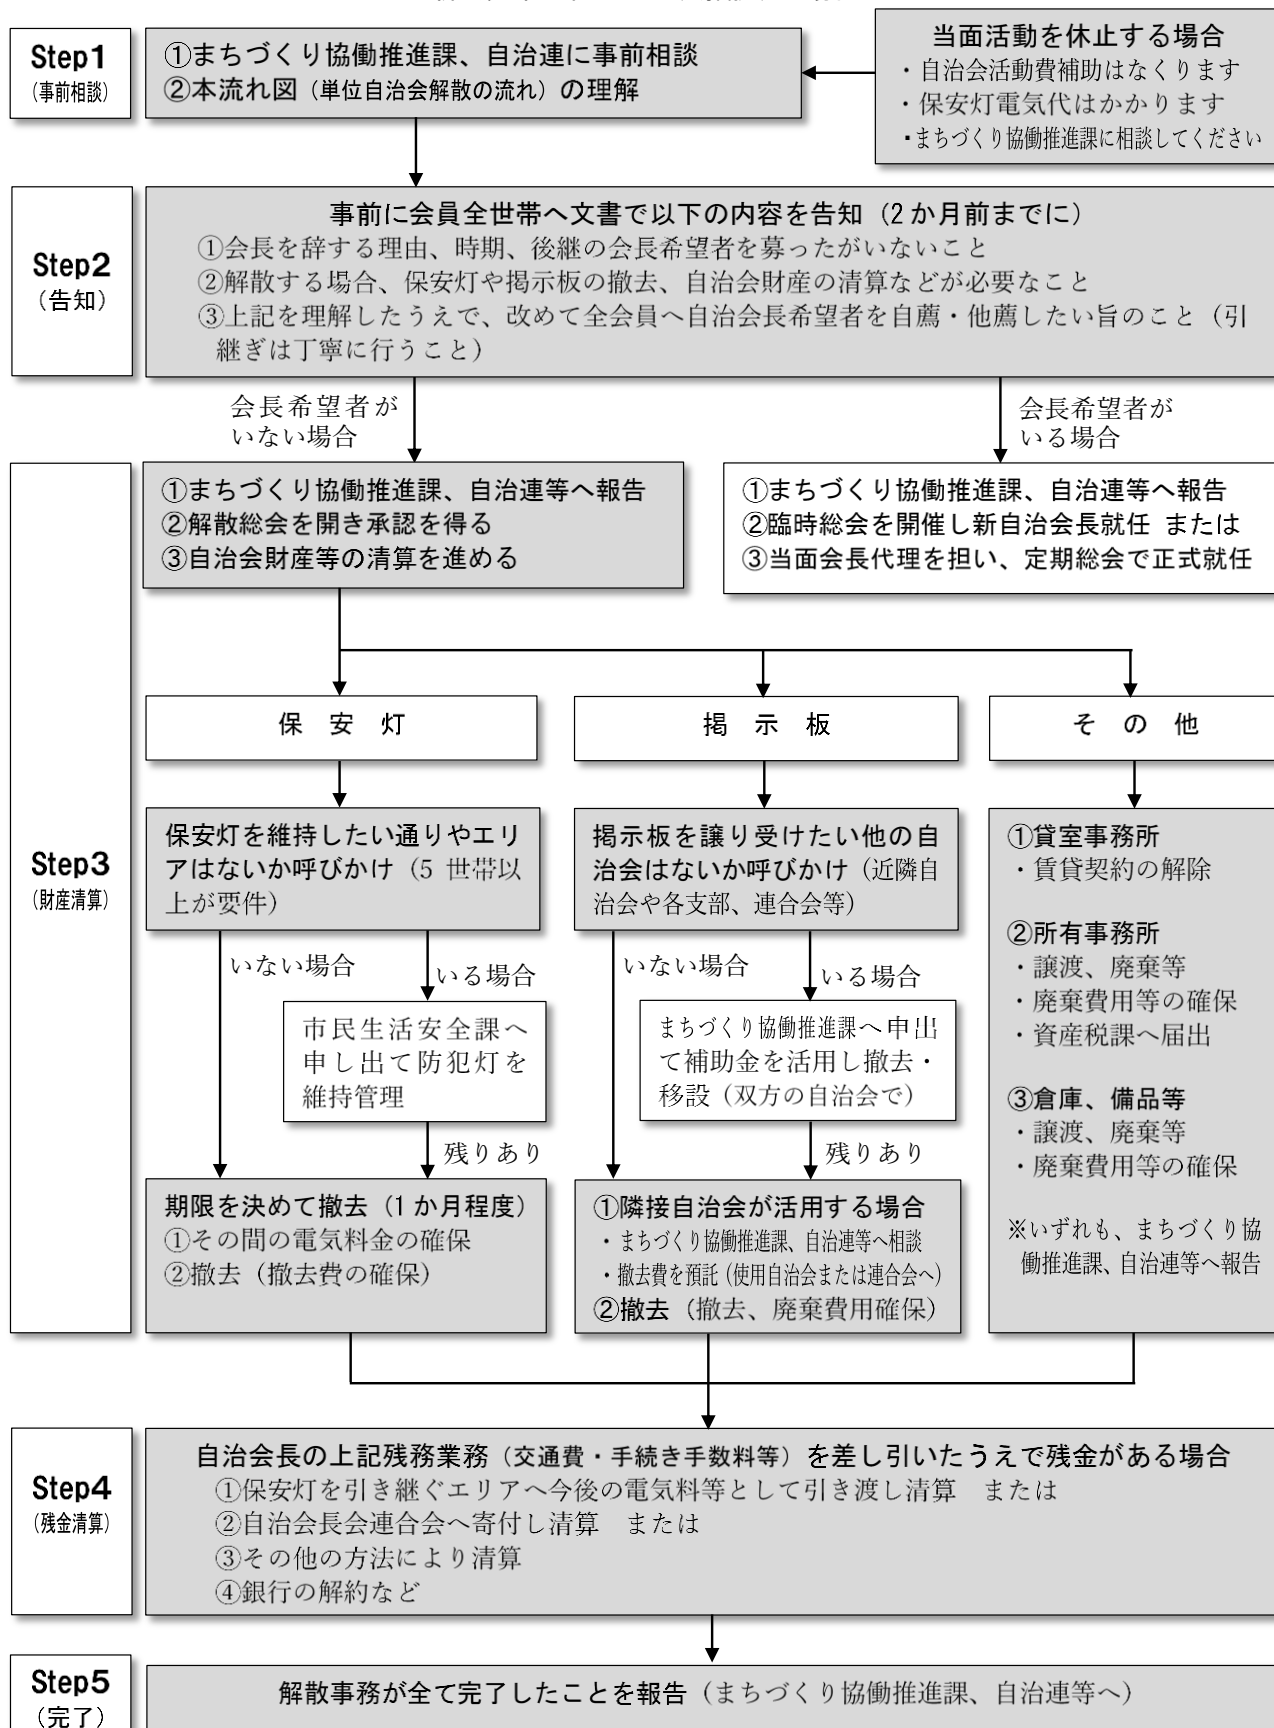 Step1
（事前相談）
①まちづくり協働推進課、自治連に事前相談
②本流れ図（単位自治会解散の流れ）の理解
当面活動を休止する場合
・自治会活動費補助はなくります
・保安灯電気代はかかります
・まちづくり協働推進課に相談してください
Step2
（告知）
事前に会員全世帯へ文書で以下の内容を告知（2か月前までに）
①会長を辞する理由、時期、後継の会長希望者を募ったがいないこと
②解散する場合、保安灯や掲示板の撤去、自治会財産の清算などが必要なこと
③上記を理解したうえで、改めて全会員へ自治会長希望者を自薦・他薦したい旨のこと（引
継ぎは丁寧に行うこと）
会長希望者が
いない場合
会長希望者が
いる場合
①まちづくり協働推進課、自治連等へ報告
②解散総会を開き承認を得る
③自治会財産等の清算を進める
①まちづくり協働推進課、自治連等へ報告
②臨時総会を開催し新自治会長就任 または
③当面会長代理を担い、定期総会で正式就任
Step3
（財産清算）
保　安　灯
掲　示　板
そ　の　他
保安灯を維持したい通りやエリ
アはないか呼びかけ（5 世帯以
上が要件）
掲示板を譲り受けたい他の自
治会はないか呼びかけ（近隣自
治会や各支部、連合会等）
①貸室事務所
・賃貸契約の解除
②所有事務所
・譲渡、廃棄等
・廃棄費用等の確保
・資産税課へ届出
③倉庫、備品等
・譲渡、廃棄等
・廃棄費用等の確保
※いずれも、まちづくり協
働推進課、自治連等へ報告
いない場合
いる場合
いない場合
いる場合
市民生活安全課へ
申し出て防犯灯を
維持管理
まちづくり協働推進課へ申出
て補助金を活用し撤去・
移設（双方の自治会で）
残りあり
残りあり
期限を決めて撤去（1か月程度）
①その間の電気料金の確保
②撤去（撤去費の確保）
①隣接自治会が活用する場合
・まちづくり協働推進課、自治連等へ相談
・撤去費を預託（使用自治会または連合会へ）
②撤去（撤去、廃棄費用確保）
Step4
（残金清算）
自治会長の上記残務業務（交通費・手続き手数料等）を差し引いたうえで残金がある場合
①保安灯を引き継ぐエリアへ今後の電気料等として引き渡し清算　または
②自治会長会連合会へ寄付し清算　または
③その他の方法により清算
④銀行の解約など
Step5
（完了）
解散事務が全て完了したことを報告（まちづくり協働推進課、自治連等へ）